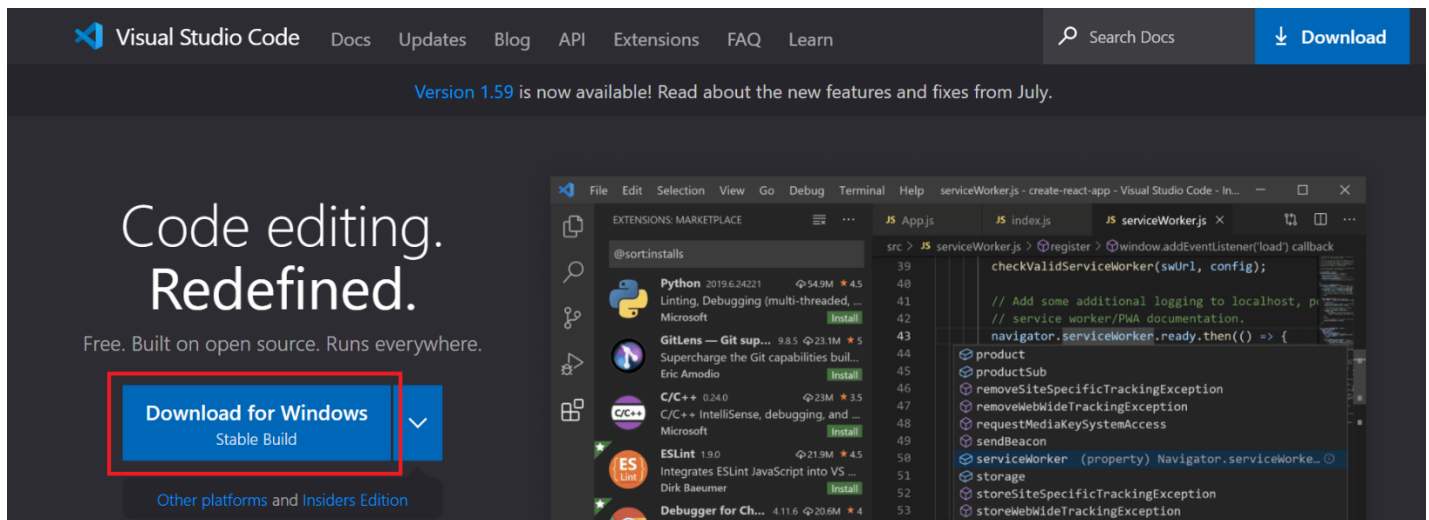 Visual Studio Code Docs Updates Blog API Extensions FAQ Learn Search Docs Download
Version 1.59 is now available! Read about the new features and fixes from July.
Code editing.
Redefined.
Free. Built on open source. Runs everywhere.
Download for Windows
Stable Build
Other platforms and Insiders Edition
File Edit Selection View Go Debug Terminal Help serviceWorker.js - create-react-app - Visual Studio Code - In...
EXTENSIONS: MARKETPLACE
@sort:installs
Python 2019.6.24221 54.9M ★ 4.5
Linting, Debugging (multi-threaded, ...
Microsoft Install
GitLens — Git sup... 9.8.5 23.1M ★ 5
Supercharge the Git capabilities buil...
Eric Amodio Install
C/C++ 0.24.0 23M ★ 3.5
C/C++
C/C++ IntelliSense, debugging, and ...
Microsoft Install
ESLint 1.9.0 21.9M ★ 4.5
ES
Lint
Integrates ESLint JavaScript into VS ...
Dirk Baeumer Install
Debugger for Ch... 4.11.6 20.6M ★ 4
JS App.js JS index.js JS serviceWorker.js
src > JS serviceWorker.js > register > window.addEventListener('load') callback
39 checkValidServiceWorker(swUrl, config);
40
41 // Add some additional logging to localhost, p
42 // service worker/PWA documentation.
43 navigator.serviceWorker.ready.then(() => {
44 product
45 productSub
46 removeSiteSpecificTrackingException
47 removeWebWideTrackingException
48 requestMediaKeySystemAccess
49 sendBeacon
50 serviceWorker (property) Navigator.serviceWorke...
51 storage
52 storeSiteSpecificTrackingException
53 storeWebWideTrackingException